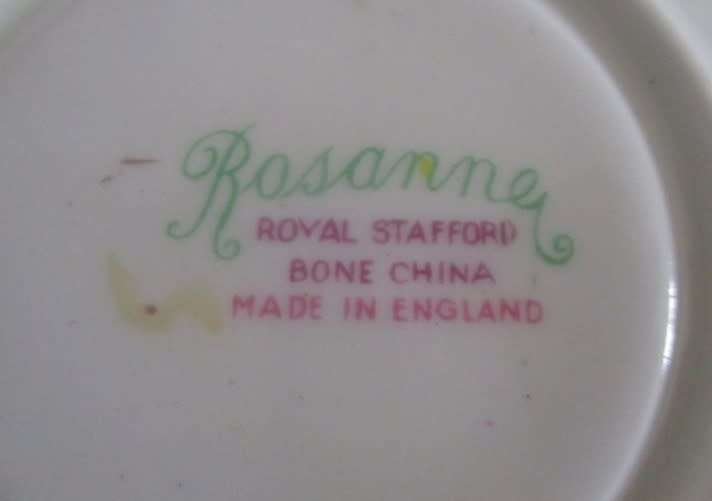 Rosanne
ROYAL STAFFORD
BONE CHINA
MADE IN ENGLAND